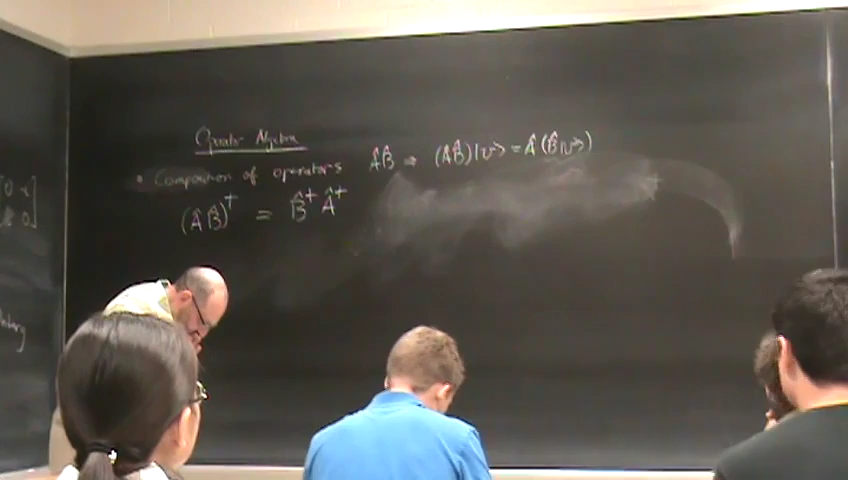 Operator Algebra
• Composition of operators ÂB̂ ⇒ (ÂB̂)|v> = Â(B̂|v>)
(ÂB̂)† = B̂† Â†